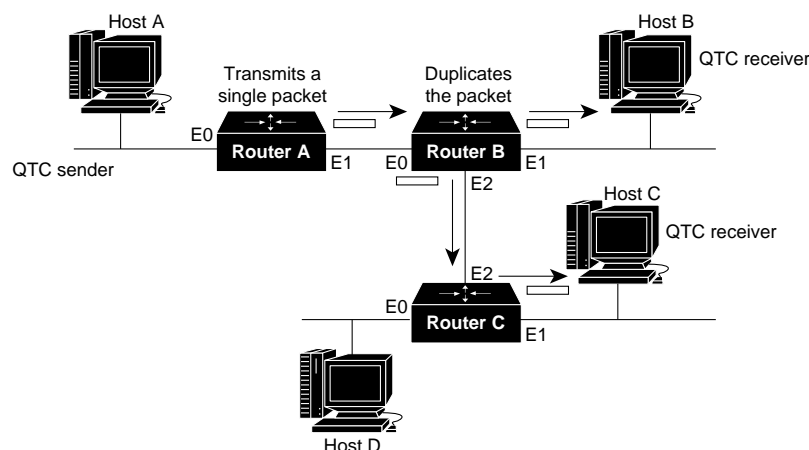 Host A
Host B
Transmits a
single packet
Duplicates
the packet
QTC receiver
E0
Router A
E1
E0
Router B
E1
QTC sender
E2
Host C
QTC receiver
E2
E0
Router C
E1
Host D